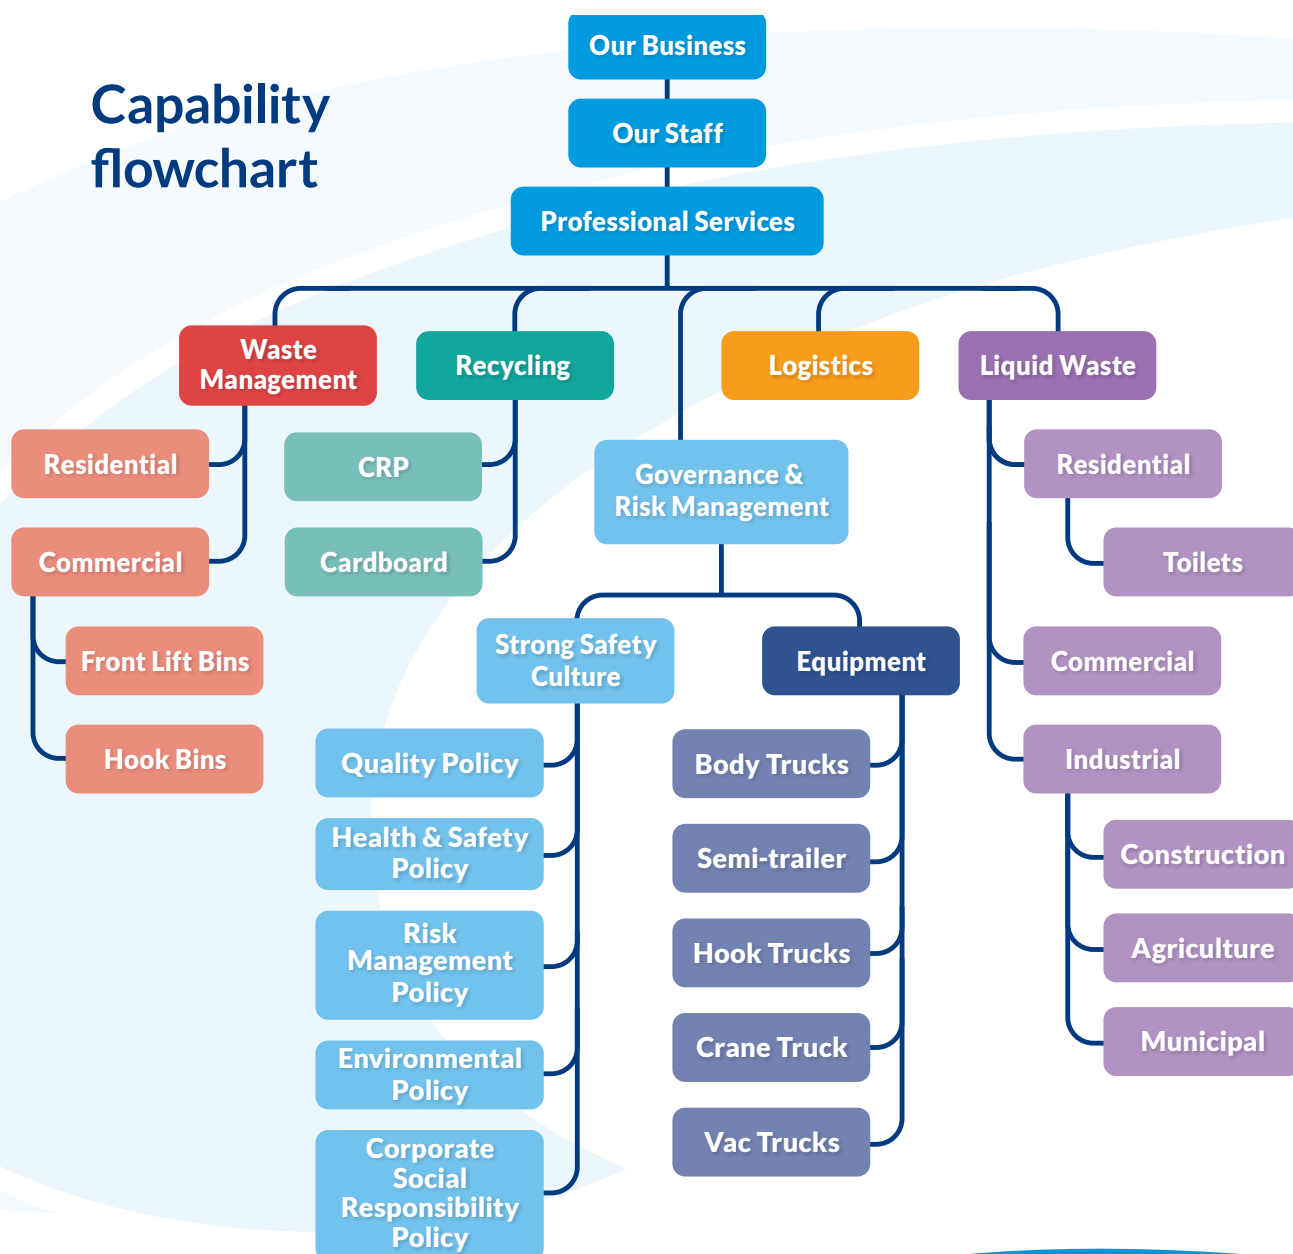 Capability
flowchart
Our Business
Our Staff
Professional Services
Waste
Management
Recycling
Logistics
Liquid Waste
Residential
Commercial
Front Lift Bins
Hook Bins
CRP
Cardboard
Governance &
Risk Management
Strong Safety
Culture
Quality Policy
Health & Safety
Policy
Risk
Management
Policy
Environmental
Policy
Corporate
Social
Responsibility
Policy
Equipment
Body Trucks
Semi-trailer
Hook Trucks
Crane Truck
Vac Trucks
Residential
Toilets
Commercial
Industrial
Construction
Agriculture
Municipal